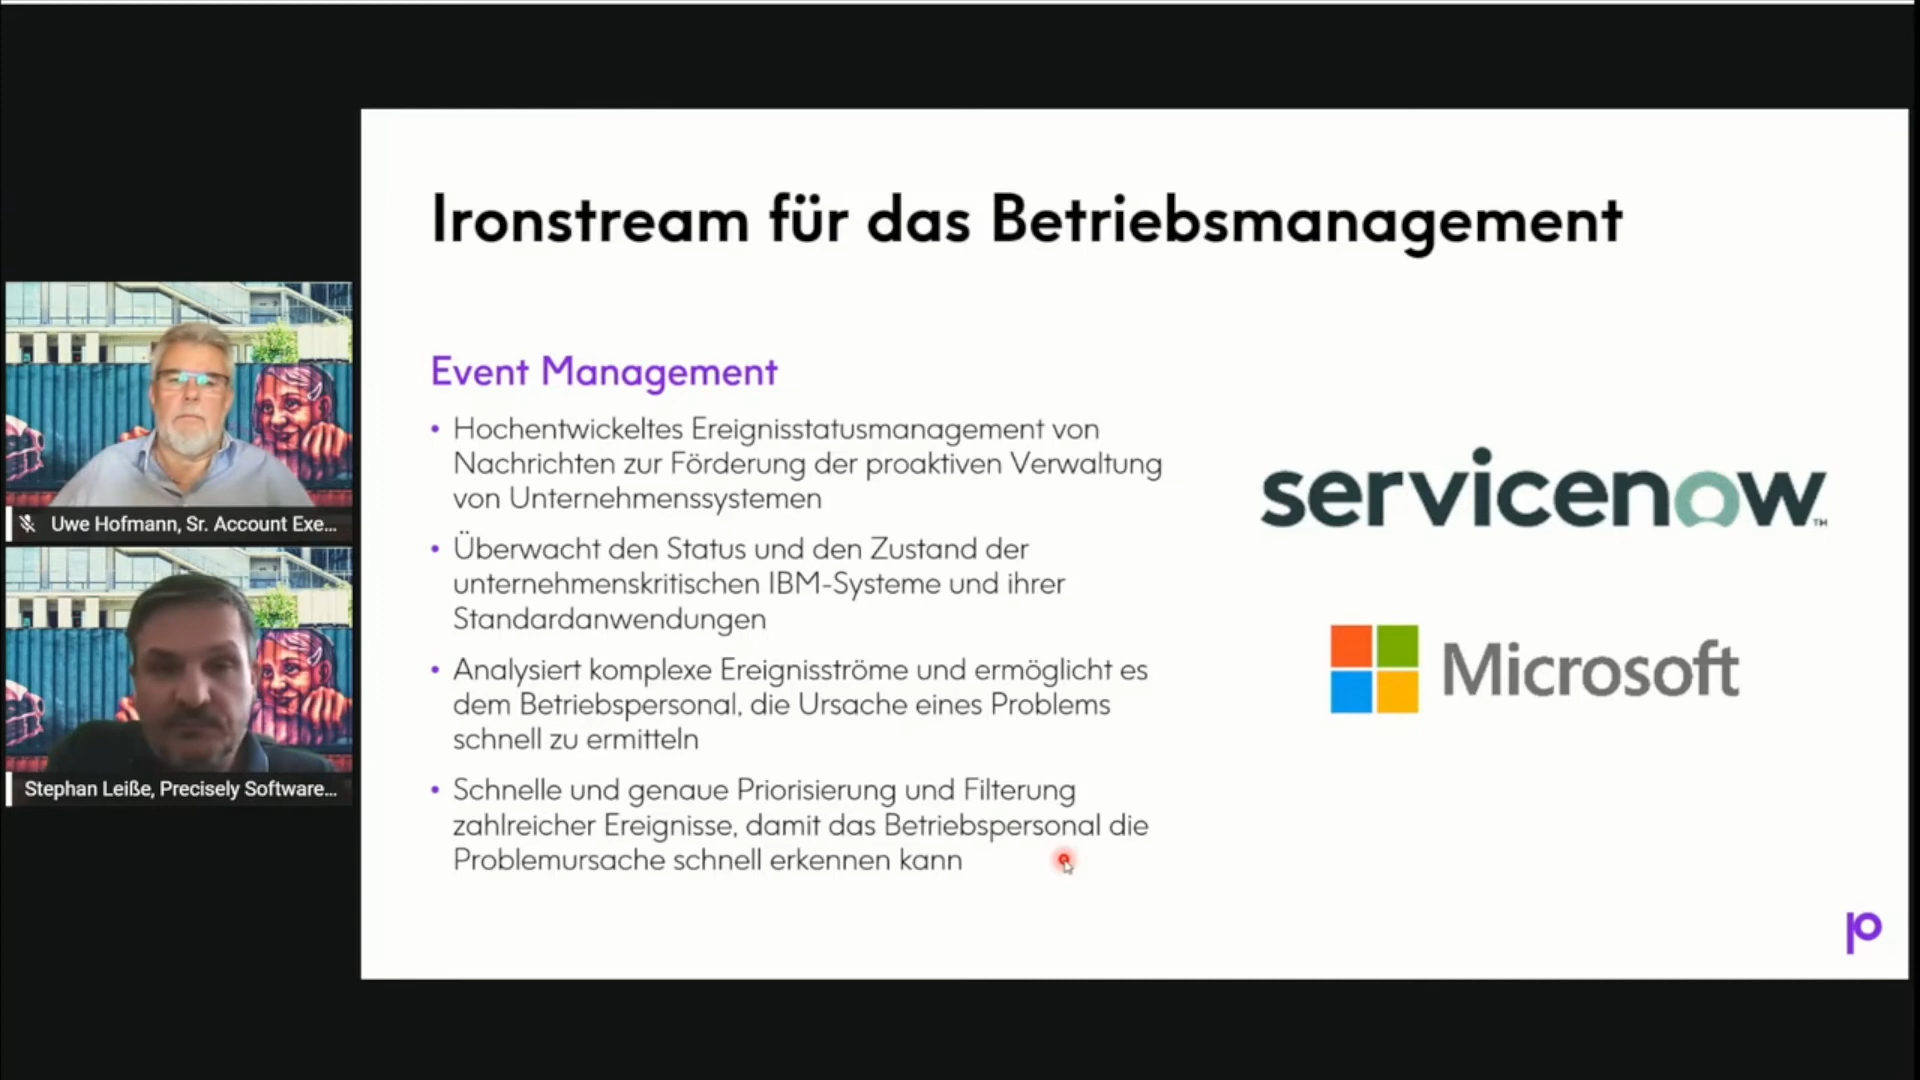 Ironstream für das Betriebsmanagement
Event Management
• Hochentwickeltes Ereignisstatusmanagement von
Nachrichten zur Förderung der proaktiven Verwaltung
von Unternehmenssystemen
• Überwacht den Status und den Zustand der
unternehmenskritischen IBM-Systeme und ihrer
Standardanwendungen
• Analysiert komplexe Ereignisströme und ermöglicht es
dem Betriebspersonal, die Ursache eines Problems
schnell zu ermitteln
• Schnelle und genaue Priorisierung und Filterung
zahlreicher Ereignisse, damit das Betriebspersonal die
Problemursache schnell erkennen kann
servicenow™
Microsoft
p
Uwe Hofmann, Sr. Account Exe...
Stephan Leiße, Precisely Software...